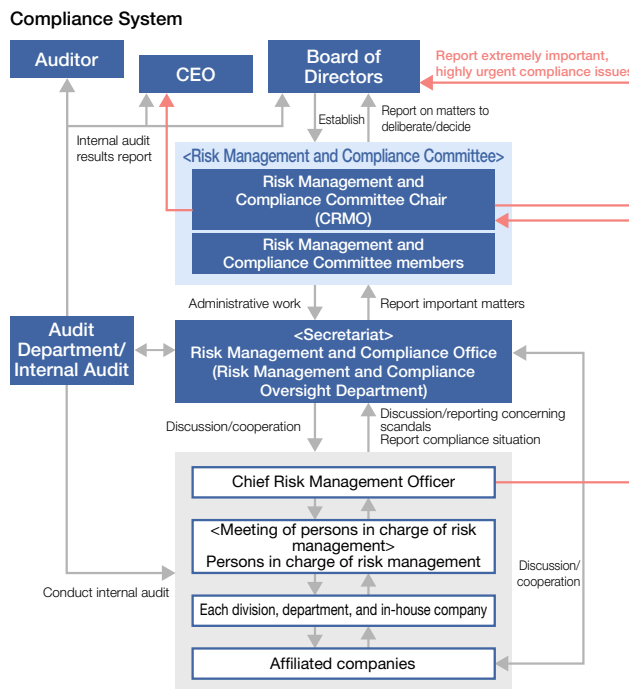 Compliance System
Auditor
CEO
Board of
Directors
Report extremely important,
highly urgent compliance issues
Internal audit
results report
Establish
Report on matters to
deliberate/decide
<Risk Management and Compliance Committee>
Risk Management and
Compliance Committee Chair
(CRMO)
Risk Management and
Compliance Committee members
Administrative work
Report important matters
Audit
Department/
Internal Audit
<Secretariat>
Risk Management and Compliance Office
(Risk Management and Compliance
Oversight Department)
Discussion/cooperation
Discussion/reporting concerning
scandals
Report compliance situation
Chief Risk Management Officer
<Meeting of persons in charge of risk
management>
Persons in charge of risk management
Discussion/
cooperation
Conduct internal audit
Each division, department, and in-house company
Affiliated companies